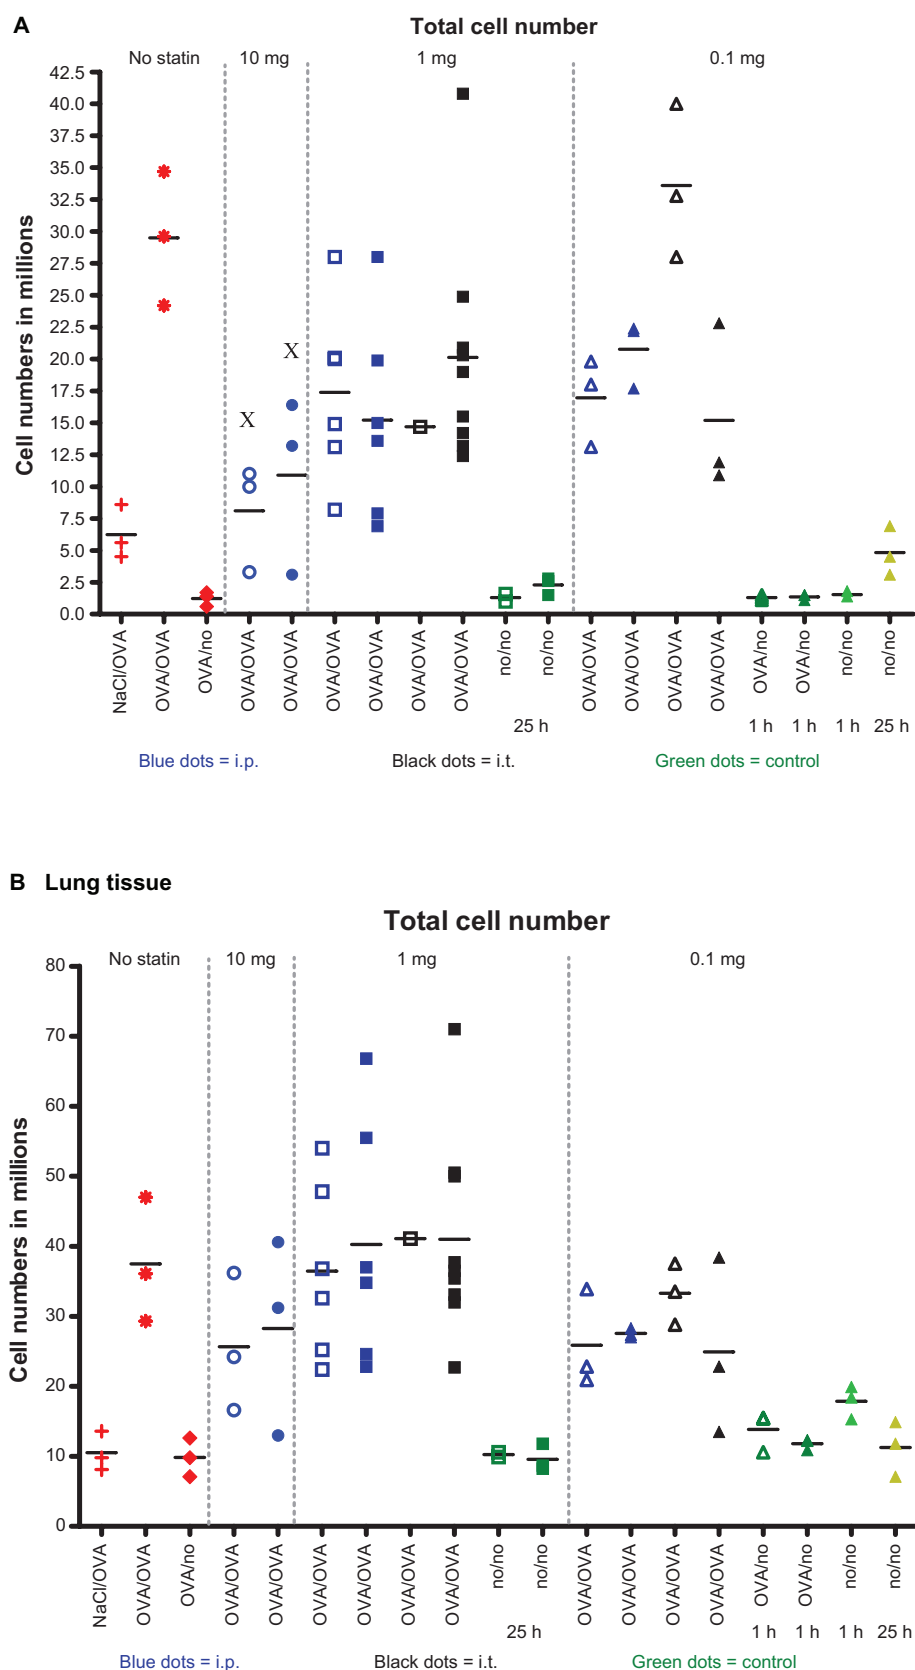 A
Total cell number
No statin 10 mg 1 mg 0.1 mg
42.5
40.0
37.5
35.0
32.5
30.0
27.5
25.0
22.5
20.0
17.5
15.0
12.5
10.0
7.5
5.0
2.5
0.0
Cell numbers in millions
X
X
NaCl/OVA
OVA/OVA
OVA/no
OVA/OVA
OVA/OVA
OVA/OVA
OVA/OVA
OVA/OVA
OVA/OVA
no/no
no/no
OVA/OVA
OVA/OVA
OVA/OVA
OVA/OVA
OVA/no
OVA/no
no/no
no/no
25 h 1 h 1 h 1 h 25 h
Blue dots = i.p. Black dots = i.t. Green dots = control
B Lung tissue
Total cell number
No statin 10 mg 1 mg 0.1 mg
80
70
60
50
40
30
20
10
0
Cell numbers in millions
NaCl/OVA
OVA/OVA
OVA/no
OVA/OVA
OVA/OVA
OVA/OVA
OVA/OVA
OVA/OVA
OVA/OVA
no/no
no/no
OVA/OVA
OVA/OVA
OVA/OVA
OVA/OVA
OVA/no
OVA/no
no/no
no/no
25 h 1 h 1 h 1 h 25 h
Blue dots = i.p. Black dots = i.t. Green dots = control